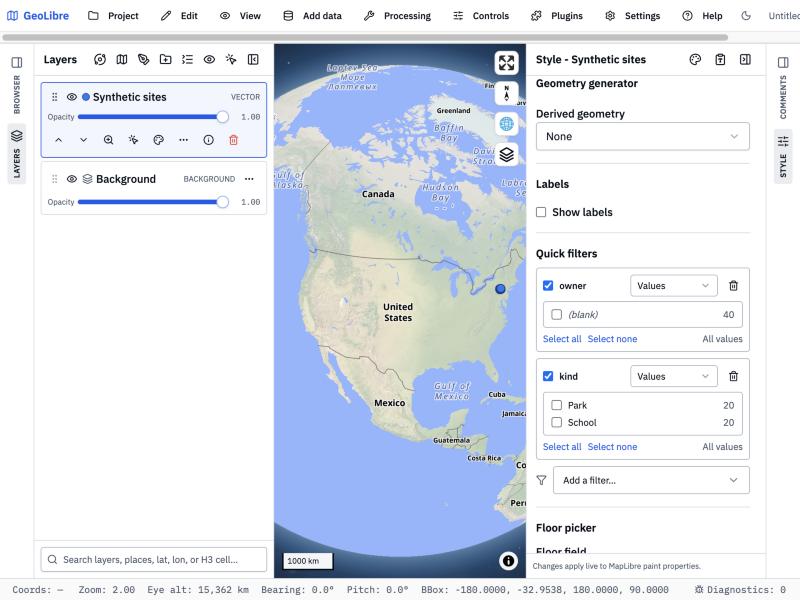 GeoLibre
Project
Edit
View
Add data
Processing
Controls
Plugins
Settings
Help
Untitled
BROWSER
LAYERS
Layers
Synthetic sites
VECTOR
Opacity
1.00
Background
BACKGROUND
Opacity
1.00
Search layers, places, lat, lon, or H3 cell...
Laptev Sea
Море
Лаптевых
Greenland
Baffin
Bay
Gulf of
Alaska
Canada
Hudson
Bay
United
States
Gulf of
Mexico
Mexico
Cuba
Jamaica
Guatemala
Costa Rica
N
1000 km
Style - Synthetic sites
Geometry generator
Derived geometry
None
Labels
Show labels
Quick filters
owner
Values
(blank)
40
Select all
Select none
All values
kind
Values
Park
20
School
20
Select all
Select none
All values
Add a filter...
Floor picker
Floor field
Changes apply live to MapLibre paint properties.
COMMENTS
STYLE
Coords: —
Zoom: 2.00
Eye alt: 15,362 km
Bearing: 0.0°
Pitch: 0.0°
BBox: -180.0000, -32.9538, 180.0000, 90.0000
Diagnostics: 0